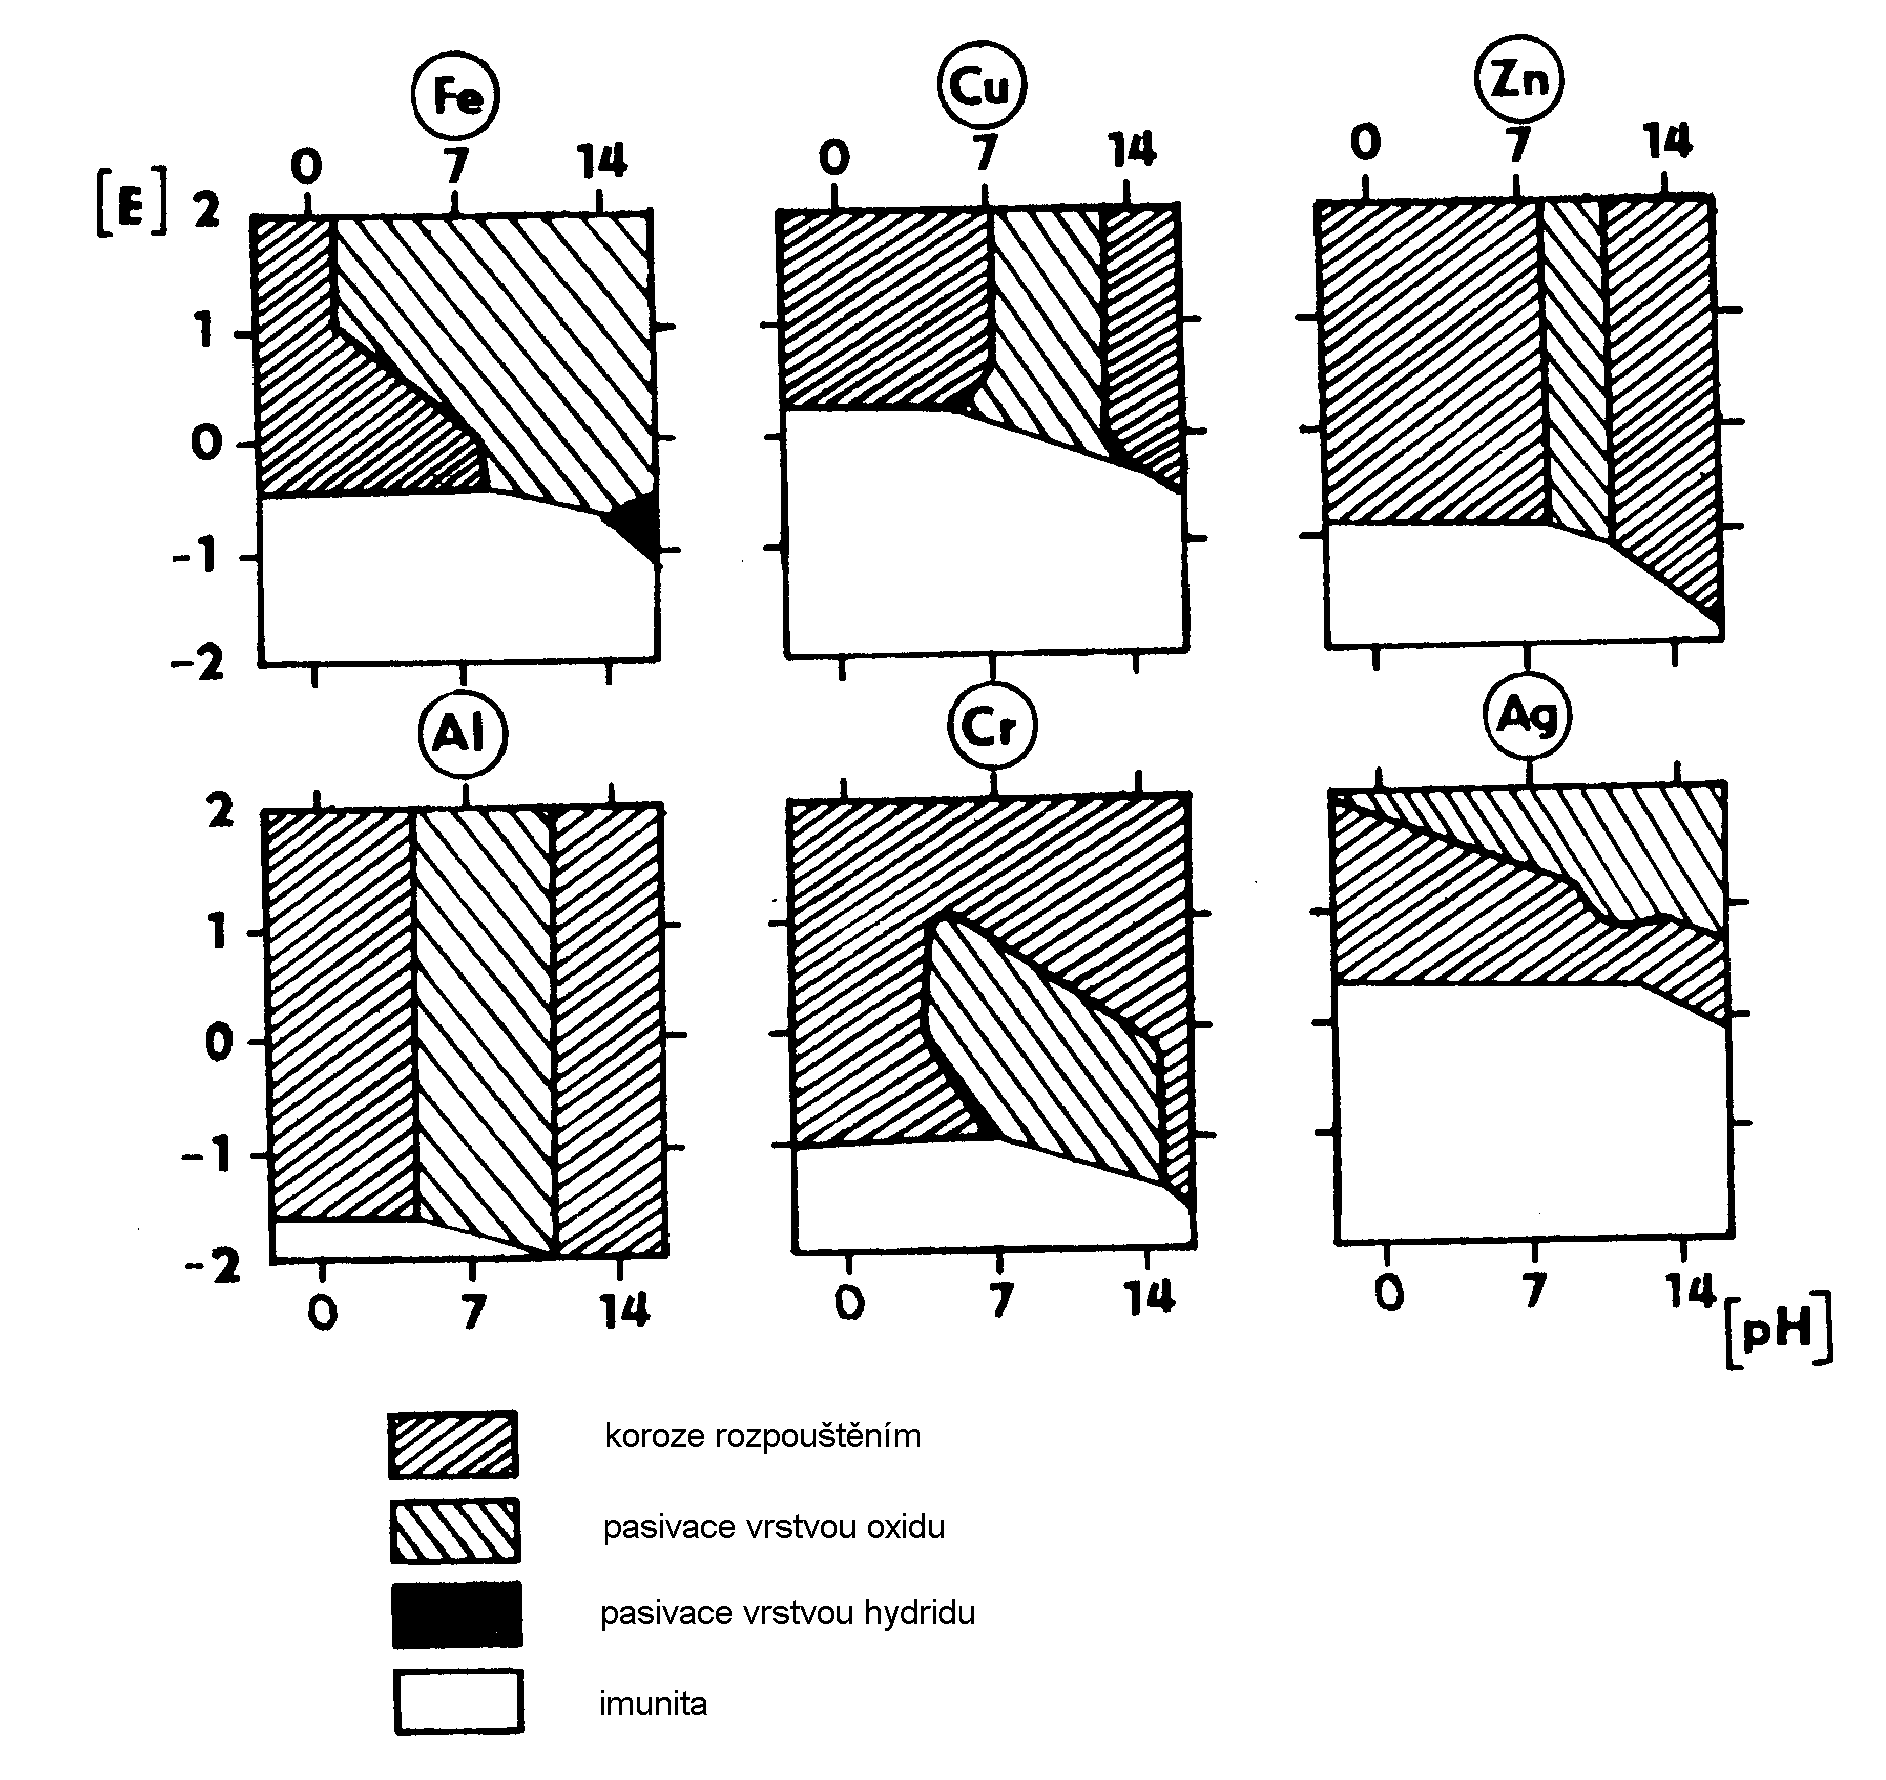 Fe Cu Zn
0 7 14 0 7 14 0 7 14
[E] 2
1
0
-1
-2
Al Cr Ag
2
1
0
-1
-2
0 7 14 0 7 14 0 7 14 [pH]
koroze rozpouštěním
pasivace vrstvou oxidu
pasivace vrstvou hydridu
imunita